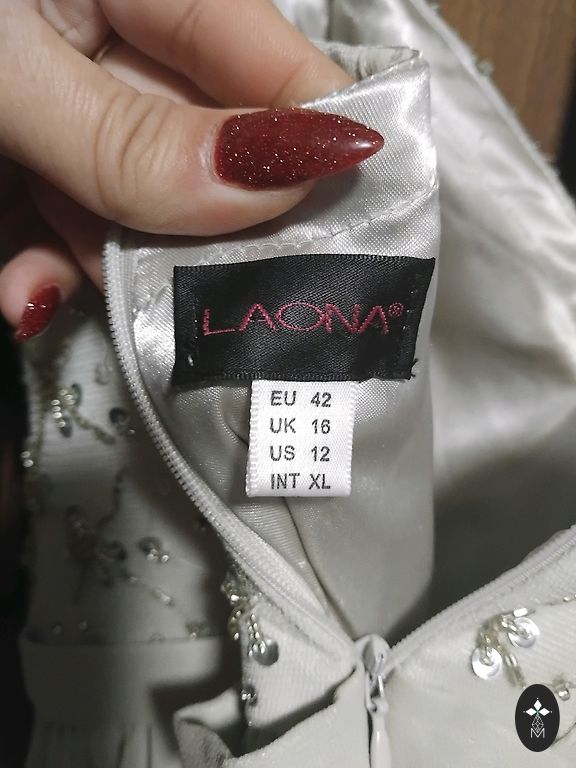 LAONA®
EU 42
UK 16
US 12
INT XL